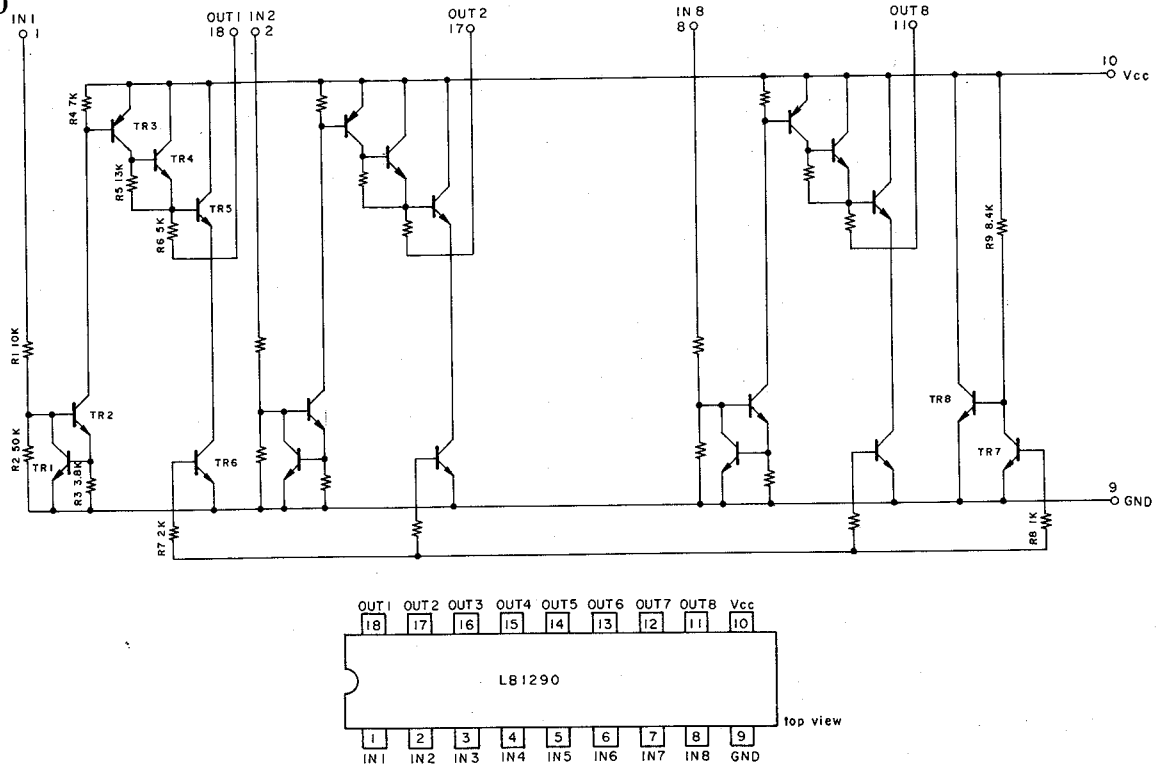 IN1 OUT1 IN2 OUT2 IN8 OUT8
1 18 2 17 8 11 10
Vcc
R4 7K
TR3
TR4
R5 13K
TR5
R6 5K
R9 8.4K
R1 10K
TR2 TR8
R2 50K TR1 R3 3.8K TR6 TR7
9
GND
R7 2K R8 1K
OUT1 OUT2 OUT3 OUT4 OUT5 OUT6 OUT7 OUT8 Vcc
18 17 16 15 14 13 12 11 10
LB1290
top view
1 2 3 4 5 6 7 8 9
IN1 IN2 IN3 IN4 IN5 IN6 IN7 IN8 GND